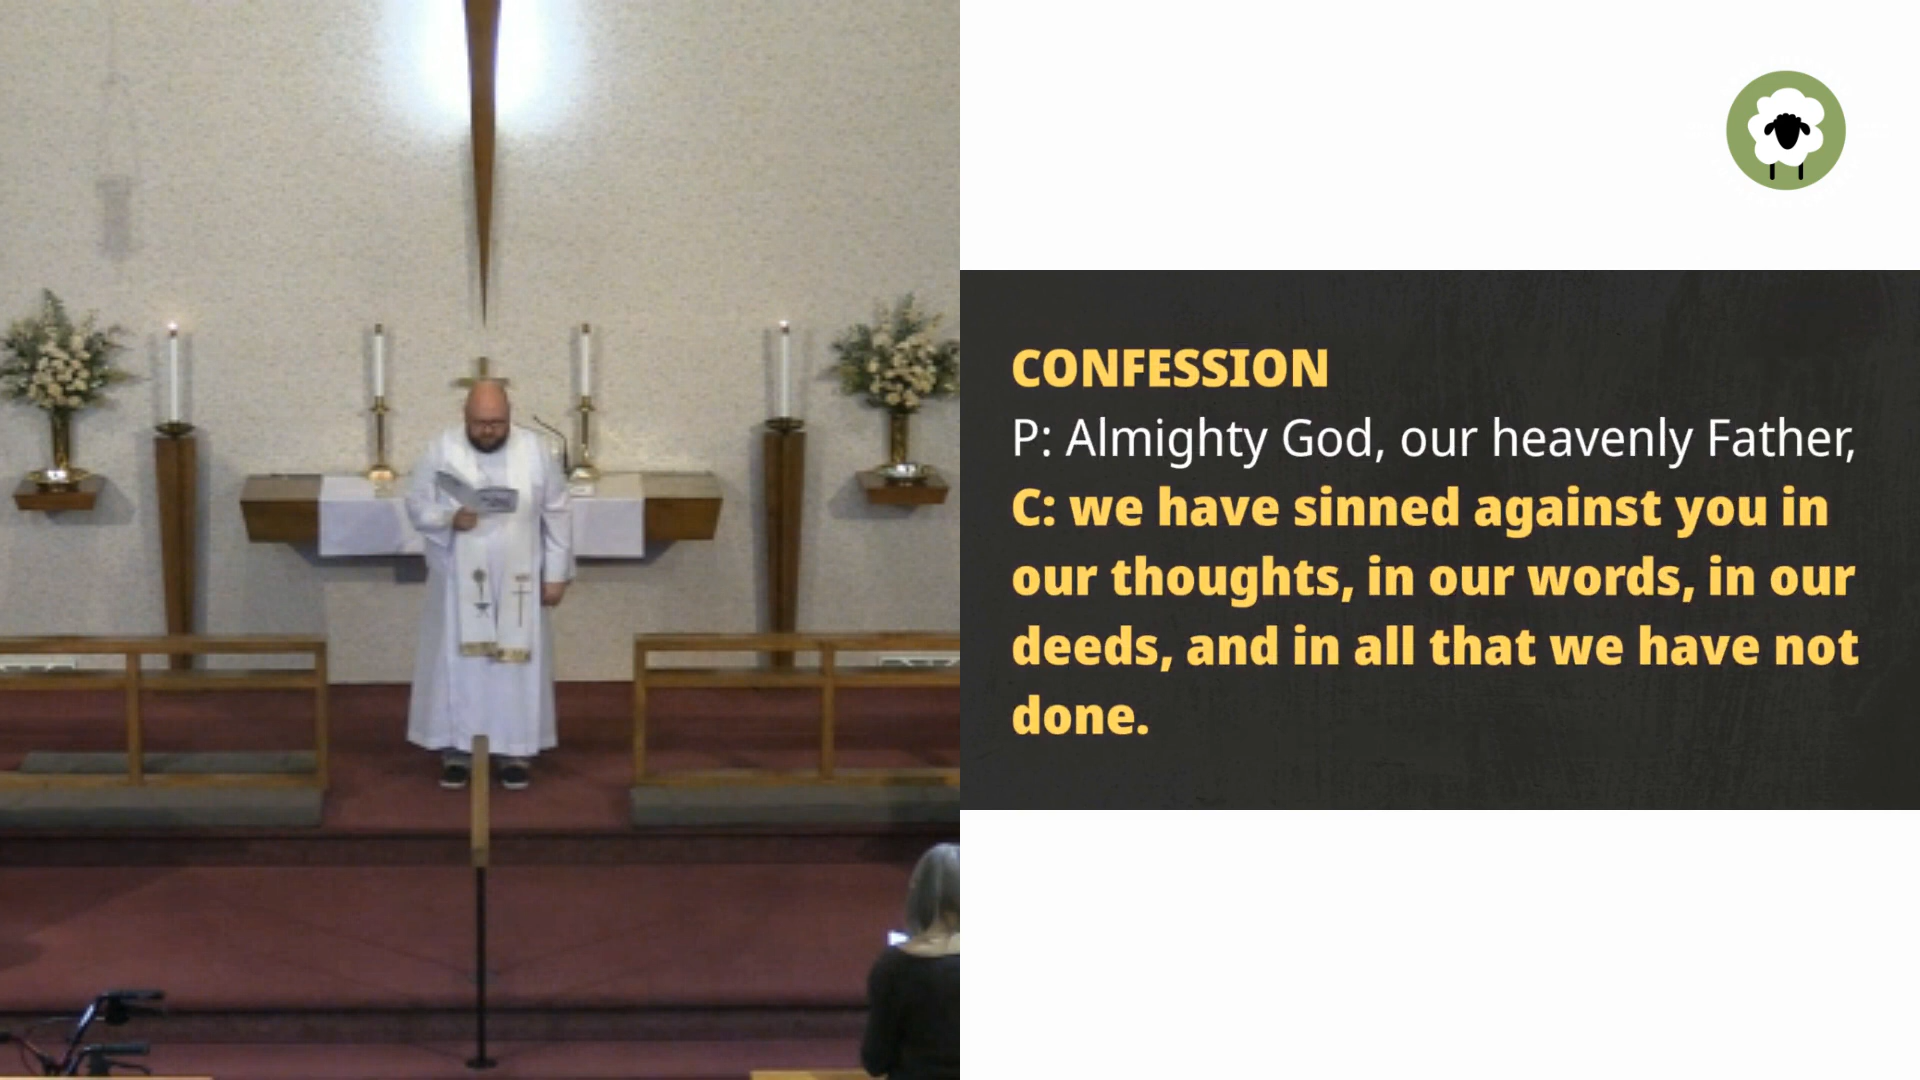 CONFESSION
P: Almighty God, our heavenly Father,
C: we have sinned against you in
our thoughts, in our words, in our
deeds, and in all that we have not
done.